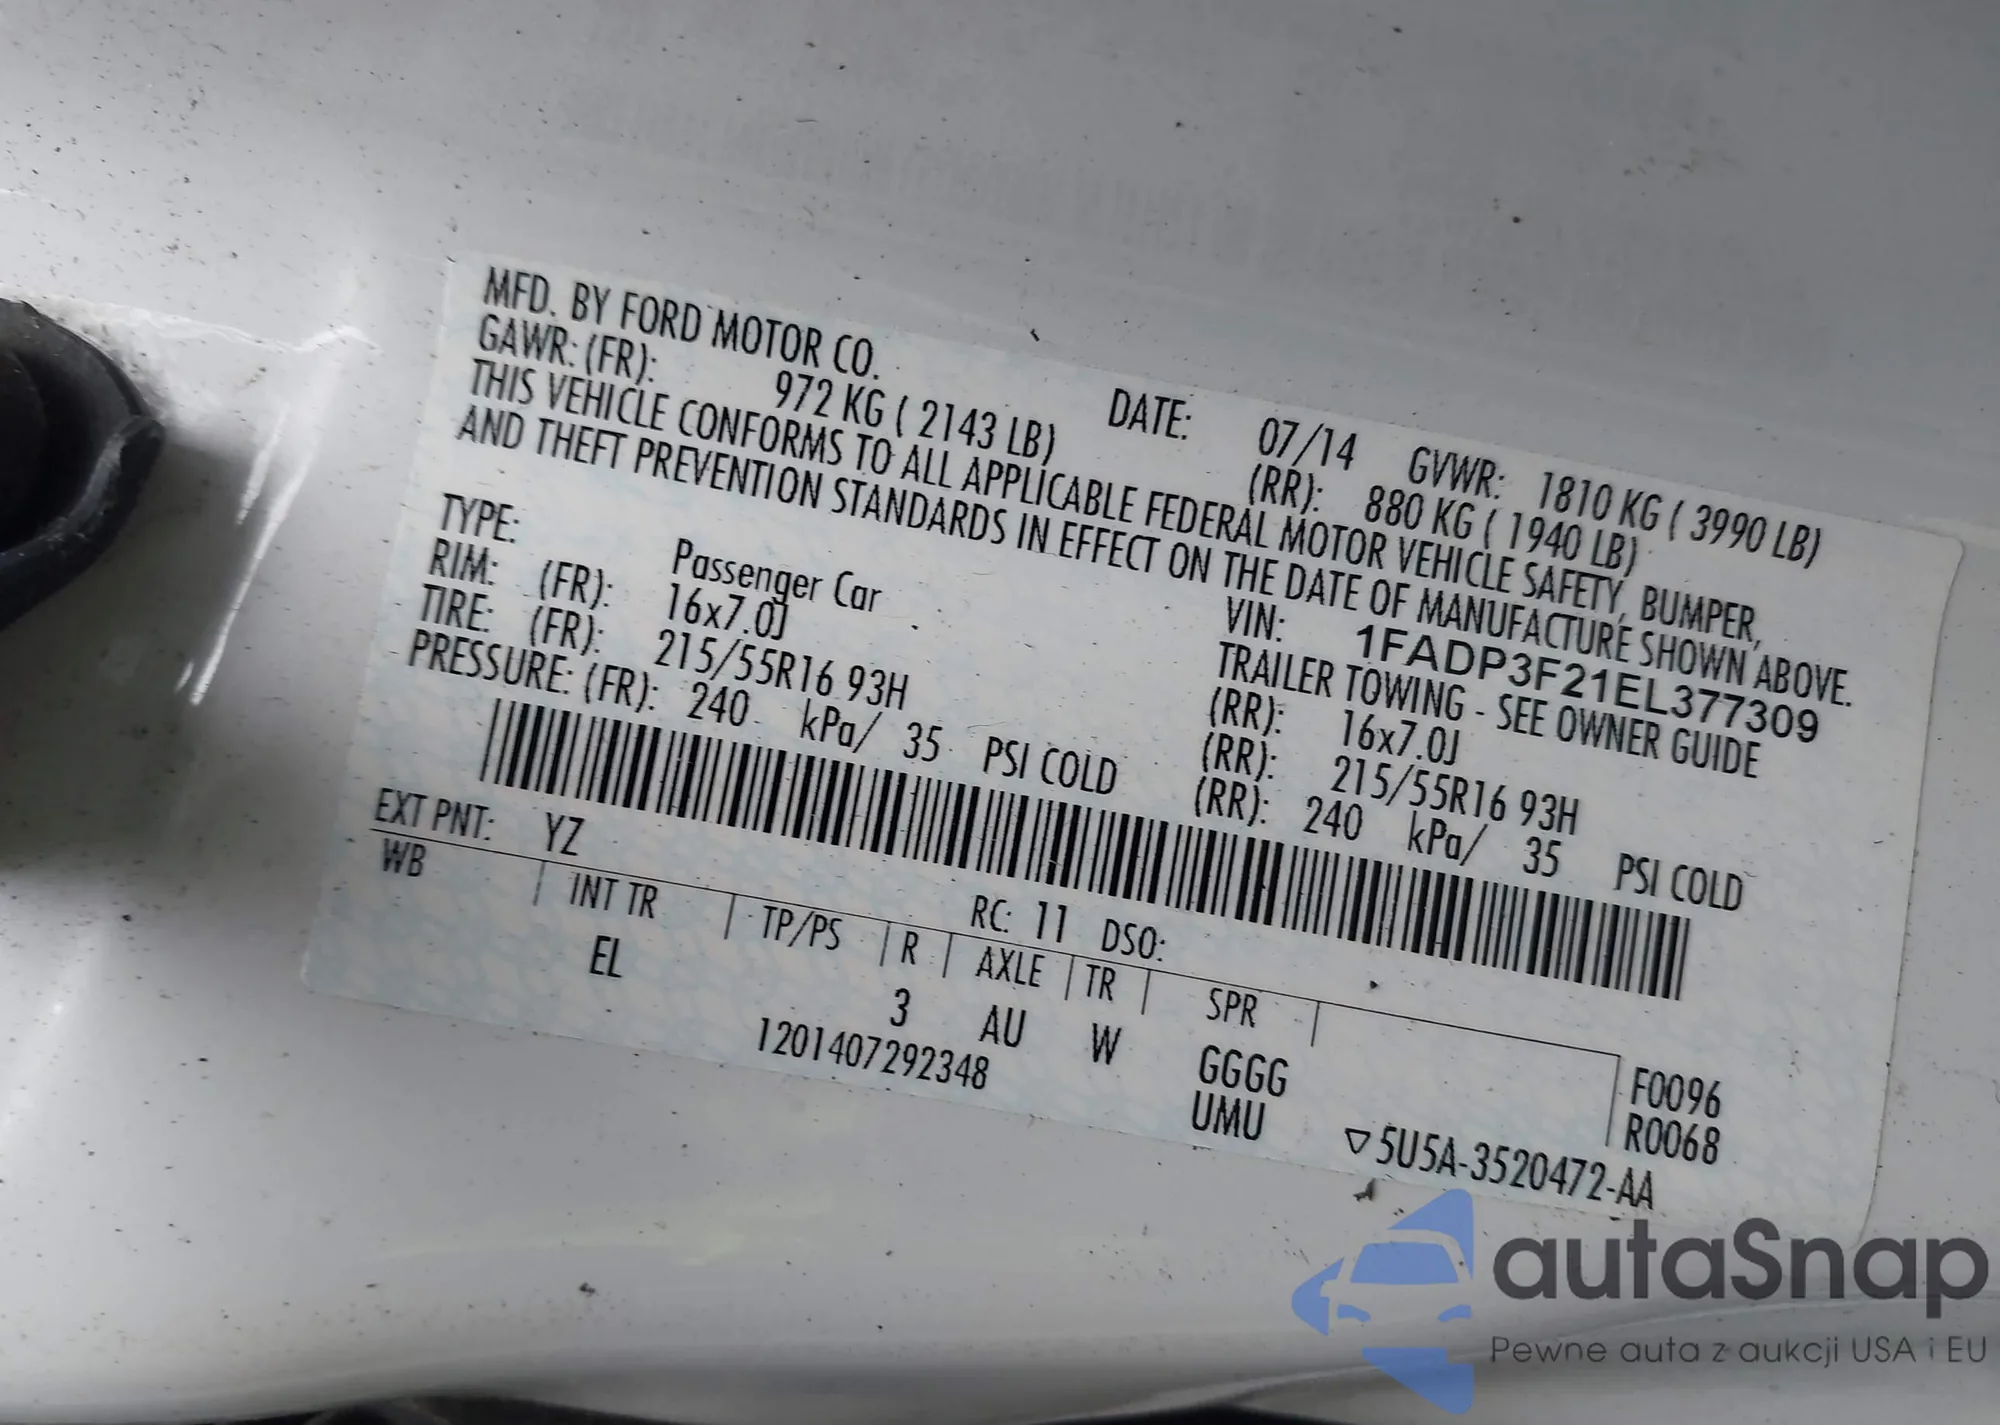 MFD. BY FORD MOTOR CO. DATE: 07/14 GVWR: 1810 KG ( 3990 LB)
GAWR: (FR): 972 KG ( 2143 LB) (RR): 880 KG ( 1940 LB)
THIS VEHICLE CONFORMS TO ALL APPLICABLE FEDERAL MOTOR VEHICLE SAFETY, BUMPER,
AND THEFT PREVENTION STANDARDS IN EFFECT ON THE DATE OF MANUFACTURE SHOWN ABOVE.
VIN: 1FADP3F21EL377309
TYPE: Passenger Car TRAILER TOWING - SEE OWNER GUIDE
RIM: (FR): 16x7.0J (RR): 16x7.0J
TIRE: (FR): 215/55R16 93H (RR): 215/55R16 93H
PRESSURE: (FR): 240 kPa/ 35 PSI COLD (RR): 240 kPa/ 35 PSI COLD
EXT PNT: YZ RC: 11 DSO:
WB INT TR TP/PS R AXLE TR SPR
EL 3 AU W GGGG F0096
1201407292348 UMU R0068
▽5U5A-3520472-AA
autaSnap
Pewne auta z aukcji USA i EU